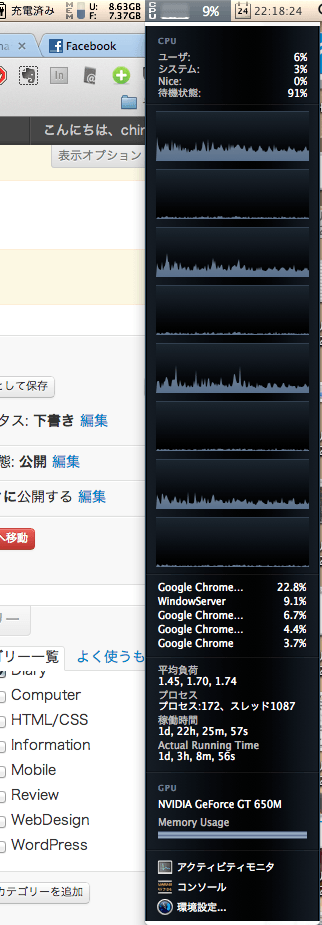 充電済み MEM U: 8.63GB F: 7.37GB CPU 9% 24 22:18:24
Facebook
こんにちは、
表示オプション
として保存
タス: 下書き 編集
態: 公開 編集
に公開する 編集
へ移動
リー
ゴリー一覧 よく使うも
Diary
Computer
HTML/CSS
Information
Mobile
Review
WebDesign
WordPress
カテゴリーを追加
CPU
ユーザ: 6%
システム: 3%
Nice: 0%
待機状態: 91%
Google Chrome... 22.8%
WindowServer 9.1%
Google Chrome... 6.7%
Google Chrome... 4.4%
Google Chrome 3.7%
平均負荷
1.45, 1.70, 1.74
プロセス
プロセス:172、スレッド1087
稼働時間
1d, 22h, 25m, 57s
Actual Running Time
1d, 3h, 8m, 56s
GPU
NVIDIA GeForce GT 650M
Memory Usage
アクティビティモニタ
コンソール
環境設定...